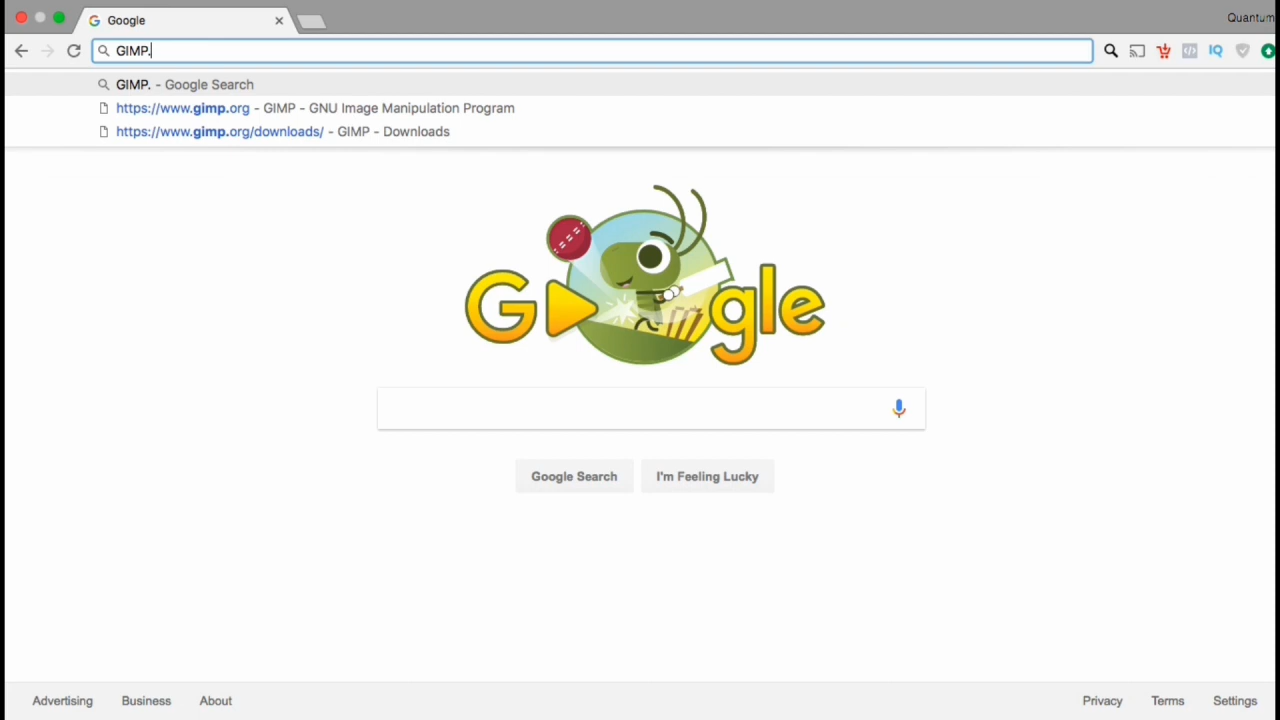 Google
Quantum
GIMP.
GIMP. - Google Search
https://www.gimp.org - GIMP - GNU Image Manipulation Program
https://www.gimp.org/downloads/ - GIMP - Downloads
Google
Google Search
I'm Feeling Lucky
Advertising
Business
About
Privacy
Terms
Settings